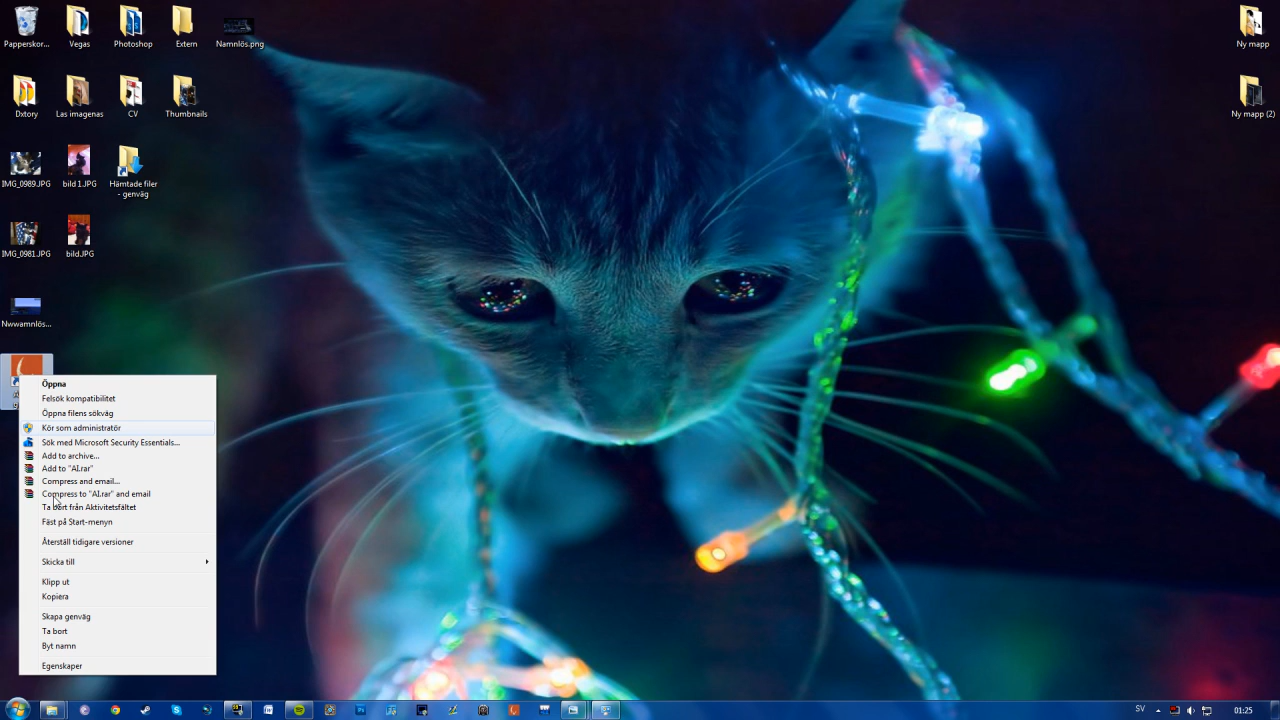 Papperskor...
Vegas
Photoshop
Extern
Namnlös.png
Ny mapp
Dxtory
Las imagenas
CV
Thumbnails
Ny mapp (2)
IMG_0989.JPG
bild 1.JPG
Hämtade filer
- genväg
IMG_0981.JPG
bild.JPG
Nwwamnlös...
Öppna
Felsök kompatibilitet
Öppna filens sökväg
Kör som administratör
Sök med Microsoft Security Essentials...
Add to archive...
Add to "AI.rar"
Compress and email...
Compress to "AI.rar" and email
Ta bort från Aktivitetsfältet
Fäst på Start-menyn
Återställ tidigare versioner
Skicka till
Klipp ut
Kopiera
Skapa genväg
Ta bort
Byt namn
Egenskaper
SV
01:25